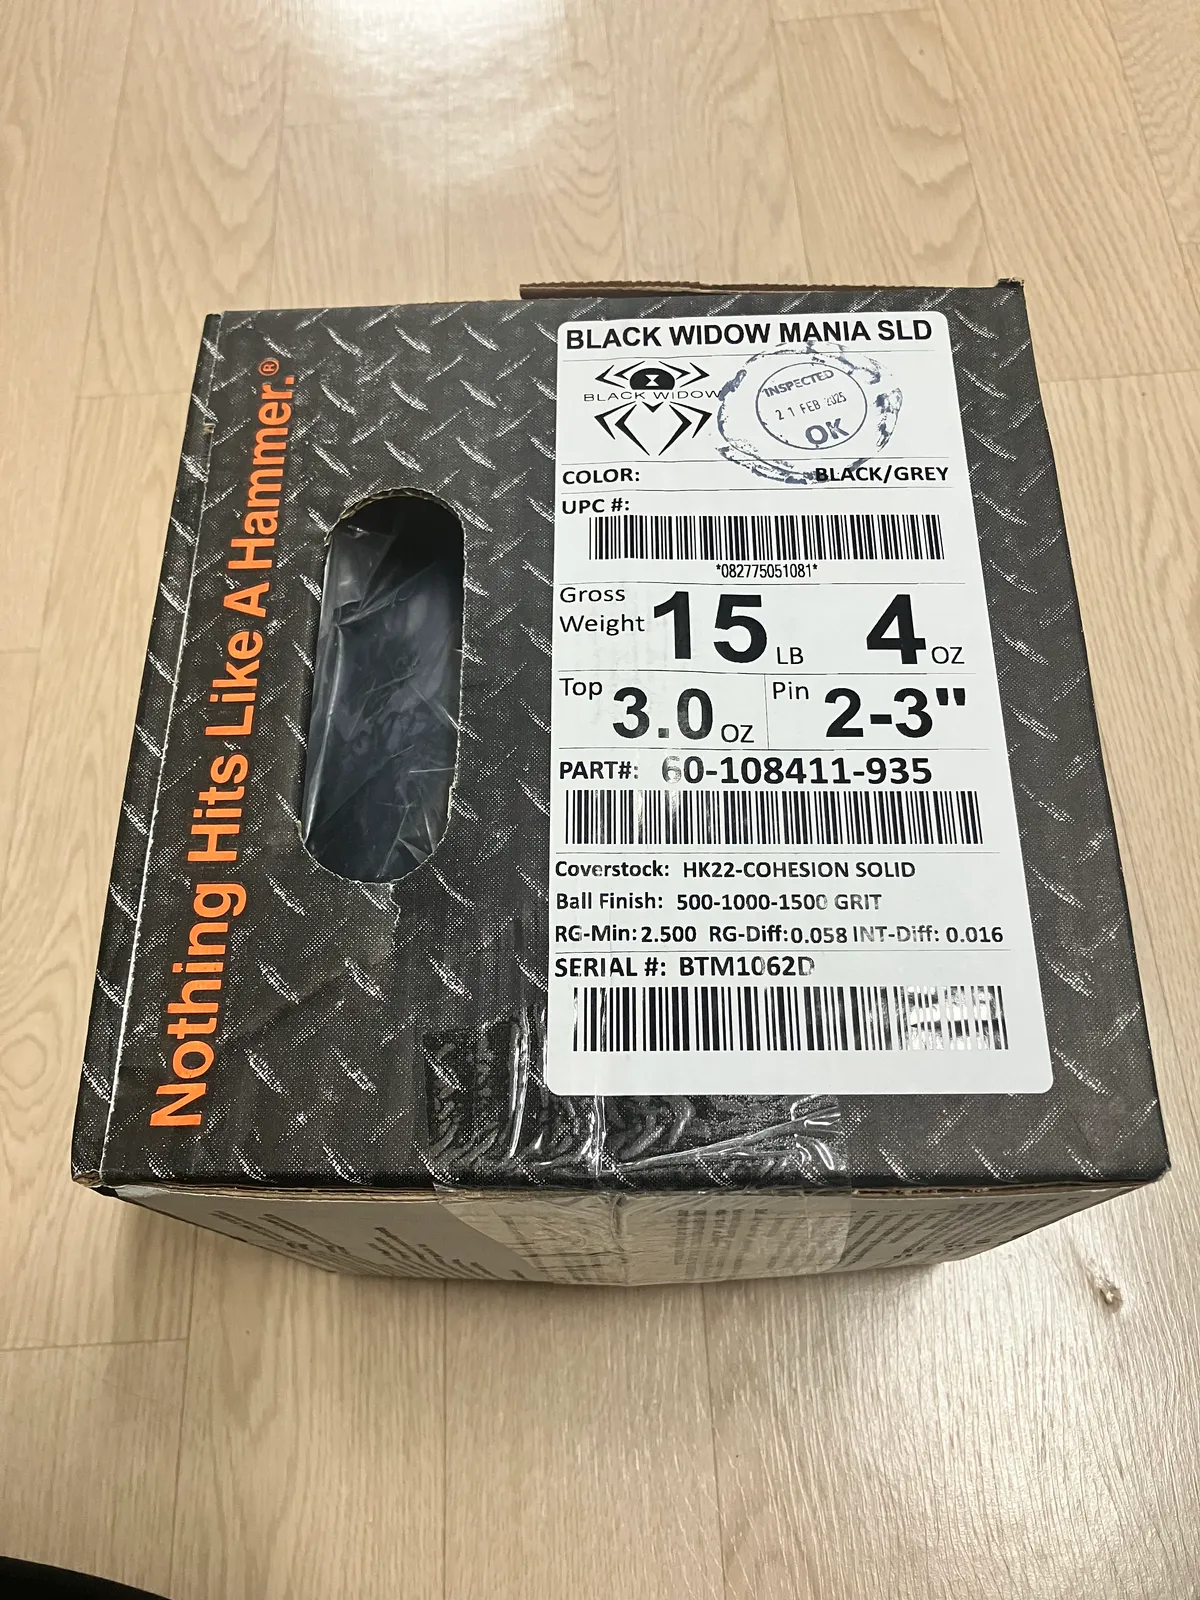 Nothing Hits Like A Hammer.®
BLACK WIDOW MANIA SLD
BLACK WIDOW
INSPECTED
21 FEB 2025
OK
COLOR: BLACK/GREY
UPC #:
*082775051081*
Gross Weight 15 LB 4 OZ
Top 3.0 OZ Pin 2-3"
PART#: 60-108411-935
Coverstock: HK22-COHESION SOLID
Ball Finish: 500-1000-1500 GRIT
RG-Min: 2.500 RG-Diff: 0.058 INT-Diff: 0.016
SERIAL #: BTM1062D